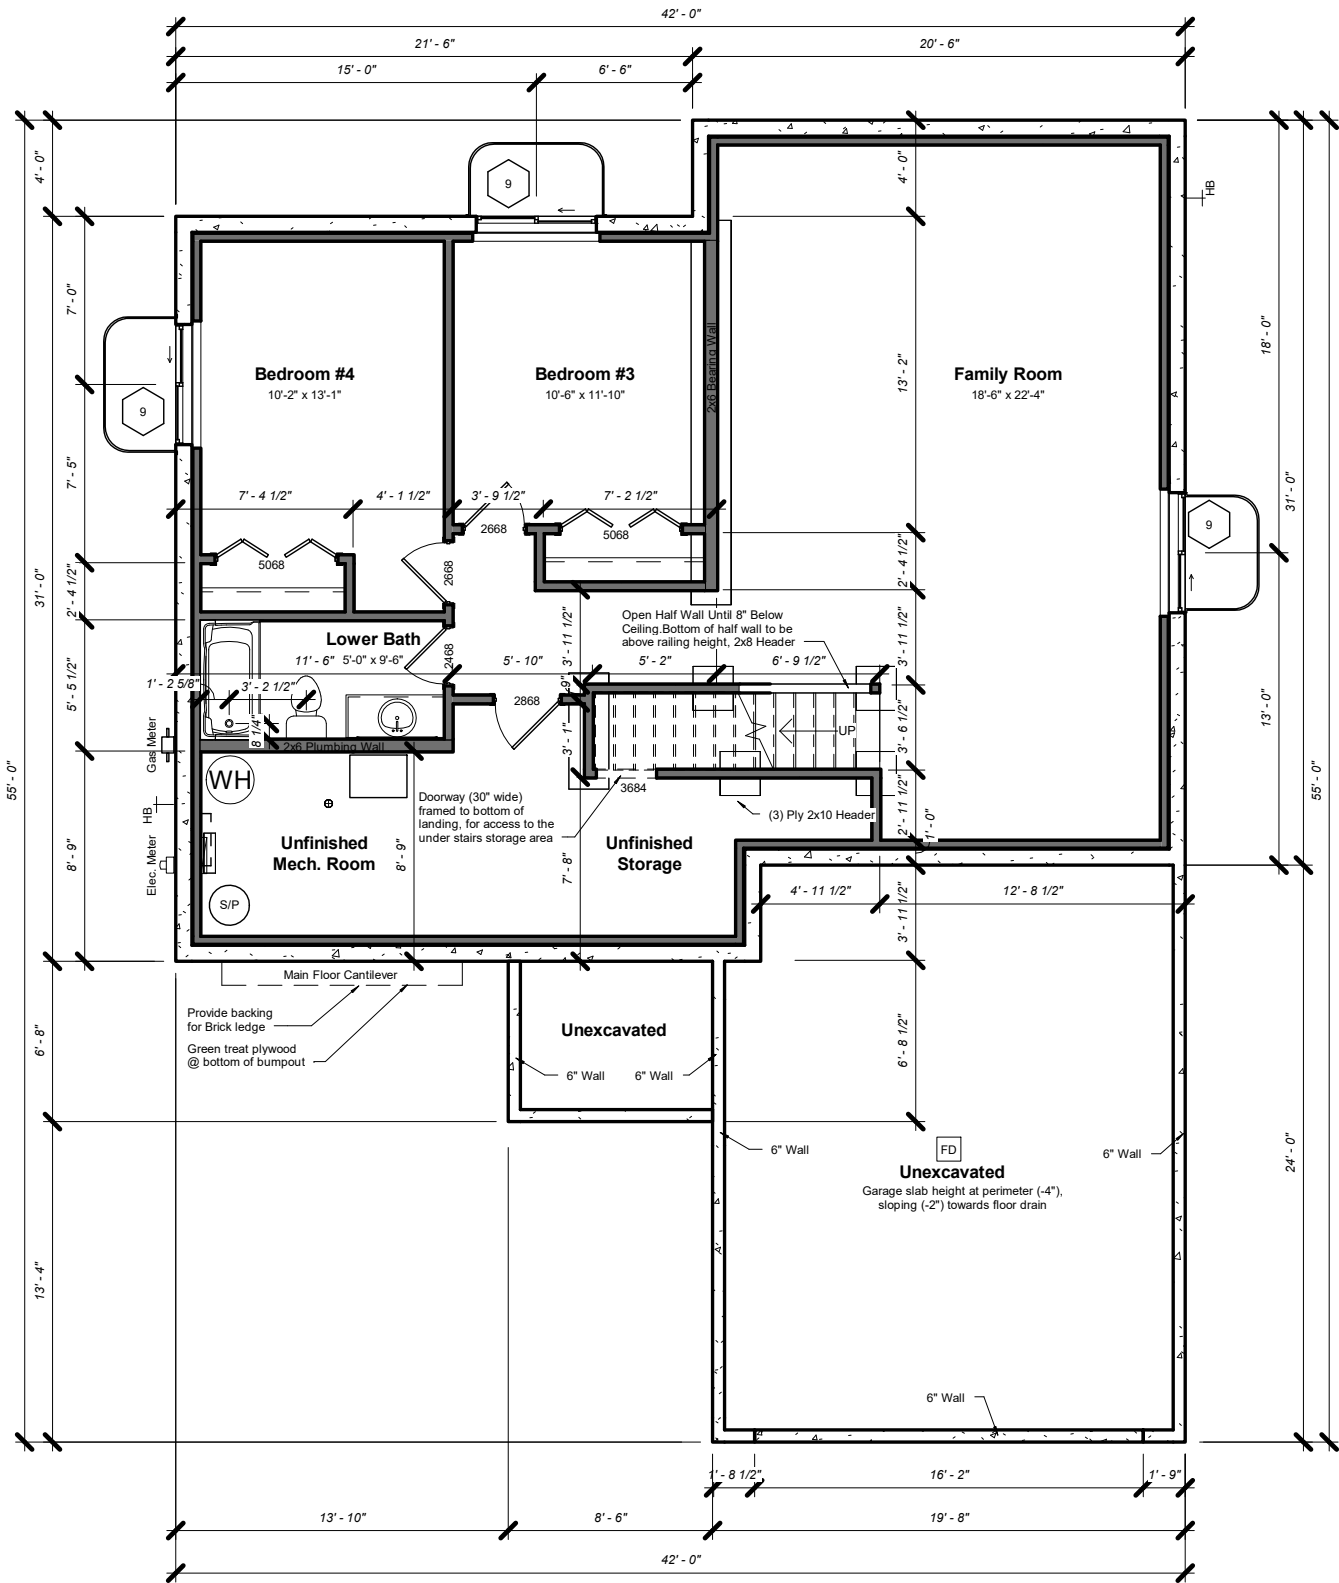 42' - 0"
21' - 6"
20' - 6"
15' - 0"
6' - 6"
4' - 0"
4' - 0"
9
HB
7' - 0"
18' - 0"
13' - 2"
2x6 Bearing Wall
Bedroom #4
10'-2" x 13'-1"
Bedroom #3
10'-6" x 11'-10"
Family Room
18'-6" x 22'-4"
9
7' - 5"
7' - 4 1/2"
4' - 1 1/2"
3' - 9 1/2"
7' - 2 1/2"
31' - 0"
9
2668
5068
5068
2668
2' - 4 1/2"
2' - 4 1/2"
31' - 0"
Open Half Wall Until 8" Below
Ceiling.Bottom of half wall to be
above railing height, 2x8 Header
Lower Bath
5'-0" x 9'-6"
2468
3' - 11 1/2"
3' - 11 1/2"
11' - 6"
5' - 10"
5' - 2"
6' - 9 1/2"
1' - 2 5/8"
3' - 2 1/2"
9"
5' - 5 1/2"
2868
13' - 0"
8 1/4"
2x6 Plumbing Wall
3' - 1"
UP
3' - 6 1/2"
Gas Meter
55' - 0"
55' - 0"
WH
3684
HB
Doorway (30" wide)
framed to bottom of
landing, for access to the
under stairs storage area
(3) Ply 2x10 Header
2' - 11 1/2"
1' - 0"
Unfinished
Mech. Room
Unfinished
Storage
8' - 9"
8' - 9"
7' - 8"
Elec. Meter
S/P
4' - 11 1/2"
12' - 8 1/2"
3' - 11 1/2"
Main Floor Cantilever
Provide backing
for Brick ledge
Green treat plywood
@ bottom of bumpout
6' - 8"
Unexcavated
6' - 8 1/2"
6" Wall
6" Wall
6" Wall
FD
6" Wall
Unexcavated
Garage slab height at perimeter (-4"),
sloping (-2") towards floor drain
24' - 0"
13' - 4"
6" Wall
1' - 8 1/2"
16' - 2"
1' - 9"
13' - 10"
8' - 6"
19' - 8"
42' - 0"